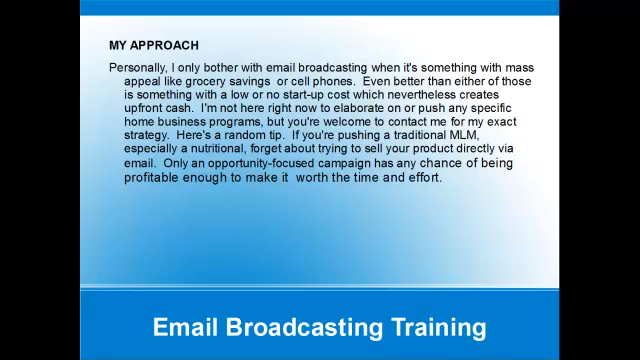 MY APPROACH
Personally, I only bother with email broadcasting when it's something with mass
appeal like grocery savings or cell phones. Even better than either of those
is something with a low or no start-up cost which nevertheless creates
upfront cash. I'm not here right now to elaborate on or push any specific
home business programs, but you're welcome to contact me for my exact
strategy. Here's a random tip. If you're pushing a traditional MLM,
especially a nutritional, forget about trying to sell your product directly via
email. Only an opportunity-focused campaign has any chance of being
profitable enough to make it worth the time and effort.
Email Broadcasting Training